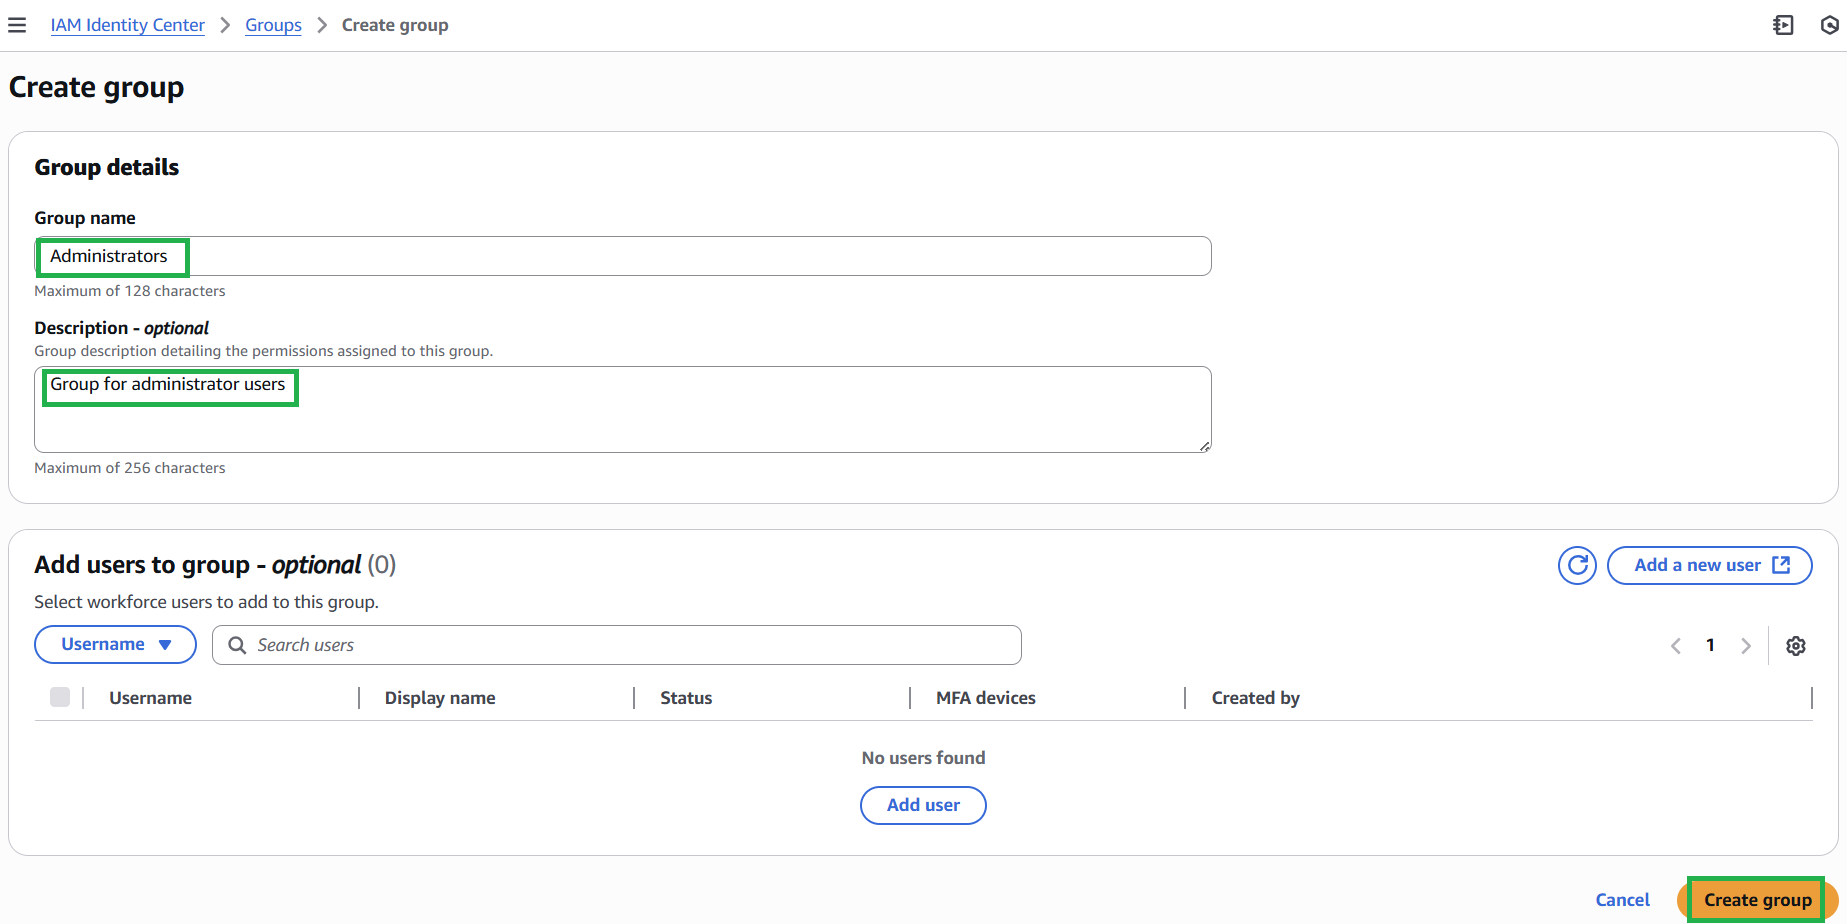 IAM Identity Center > Groups > Create group
Create group
Group details
Group name
Administrators
Maximum of 128 characters
Description - optional
Group description detailing the permissions assigned to this group.
Group for administrator users
Maximum of 256 characters
Add users to group - optional (0)
Add a new user
Select workforce users to add to this group.
Username
Search users
1
Username
Display name
Status
MFA devices
Created by
No users found
Add user
Cancel
Create group